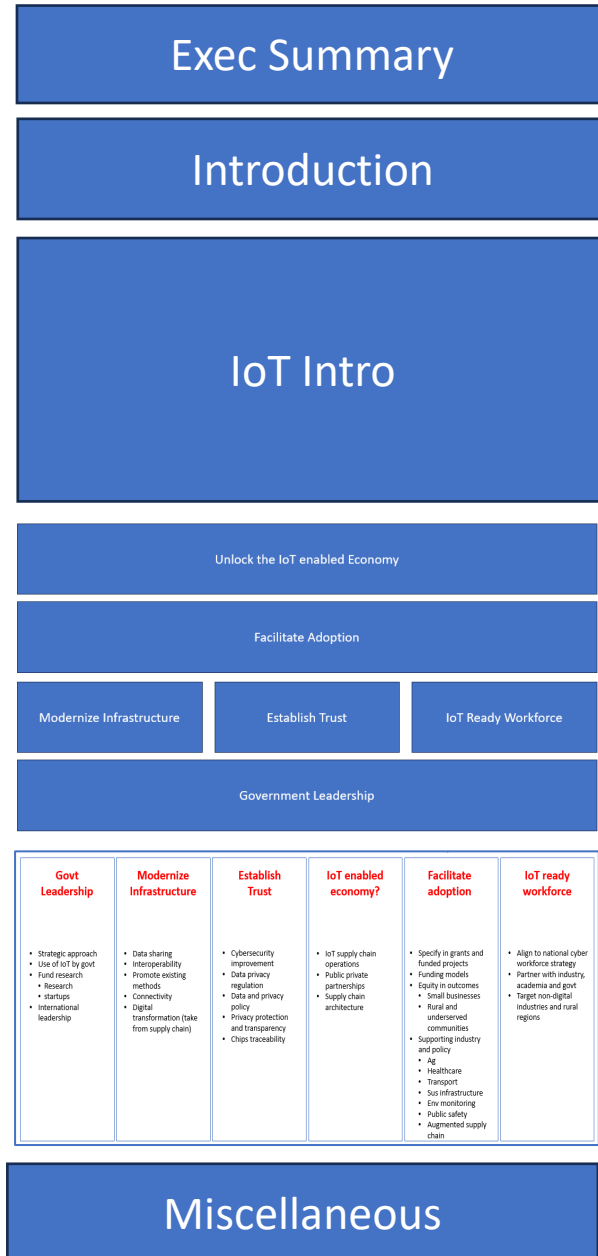 Exec Summary
Introduction
IoT Intro
Unlock the IoT enabled Economy
Facilitate Adoption
Modernize Infrastructure
Establish Trust
IoT Ready Workforce
Government Leadership
Govt
Leadership
• Strategic approach
• Use of IoT by govt
• Fund research
• Research
• startups
• International
leadership
Modernize
Infrastructure
• Data sharing
• Interoperability
• Promote existing
methods
• Connectivity
• Digital
transformation (take
from supply chain)
Establish
Trust
• Cybersecurity
improvement
• Data privacy
regulation
• Data and privacy
policy
• Privacy protection
and transparency
• Chips traceability
IoT enabled
economy?
• IoT supply chain
operations
• Public private
partnerships
• Supply chain
architecture
Facilitate
adoption
• Specify in grants and
funded projects
• Funding models
• Equity in outcomes
• Small businesses
• Rural and
underserved
communities
• Supporting industry
and policy
• Ag
• Healthcare
• Transport
• Sus infrastructure
• Env monitoring
• Public safety
• Augmented supply
chain
IoT ready
workforce
• Align to national cyber
workforce strategy
• Partner with industry,
academia and govt
• Target non-digital
industries and rural
regions
Miscellaneous